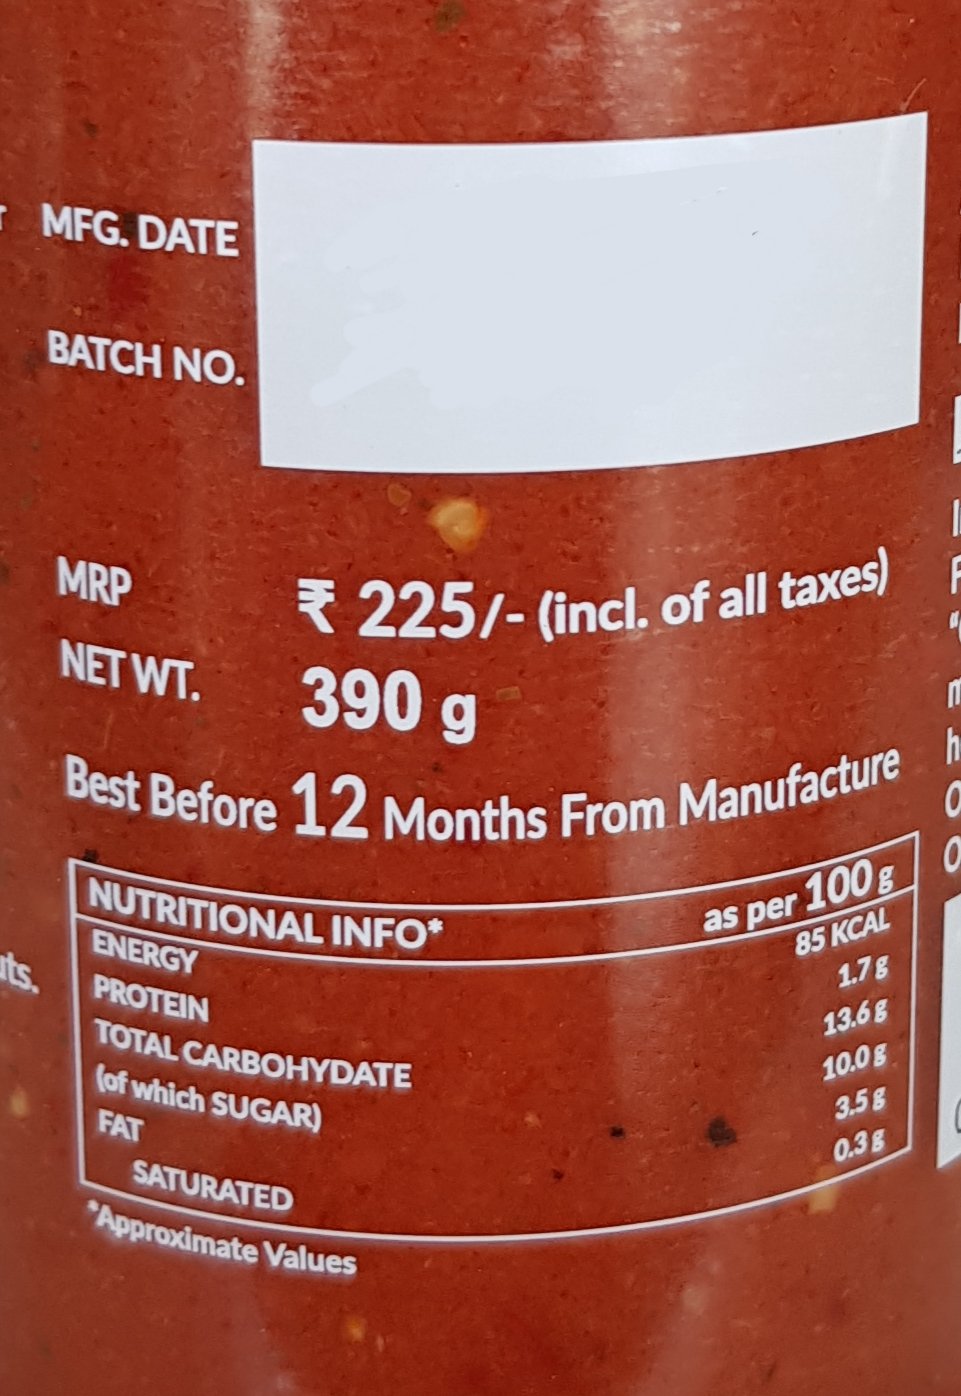 MFG. DATE
BATCH NO.
MRP ₹ 225/- (incl. of all taxes)
NET WT. 390 g
Best Before 12 Months From Manufacture
NUTRITIONAL INFO* as per 100 g
ENERGY 85 KCAL
PROTEIN 1.7 g
TOTAL CARBOHYDATE 13.6 g
(of which SUGAR) 10.0 g
FAT 3.5 g
SATURATED 0.3 g
*Approximate Values